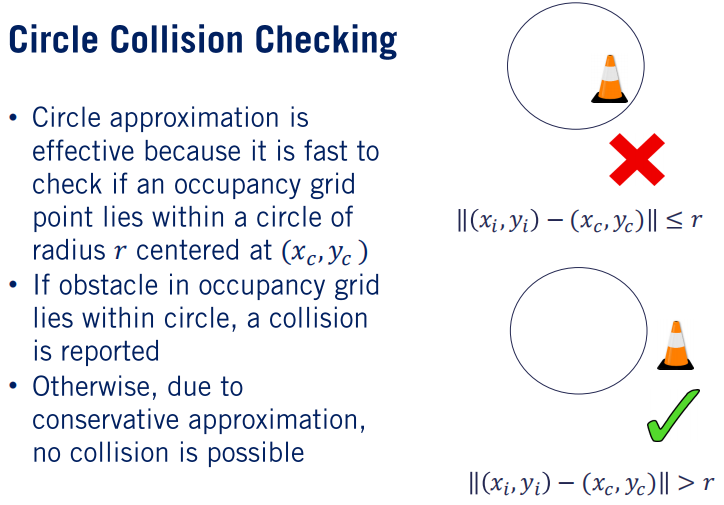 Circle Collision Checking
• Circle approximation is
effective because it is fast to
check if an occupancy grid
point lies within a circle of
radius r centered at (x_c, y_c)
• If obstacle in occupancy grid
lies within circle, a collision
is reported
• Otherwise, due to
conservative approximation,
no collision is possible
‖(x_i, y_i) − (x_c, y_c)‖ ≤ r
‖(x_i, y_i) − (x_c, y_c)‖ > r